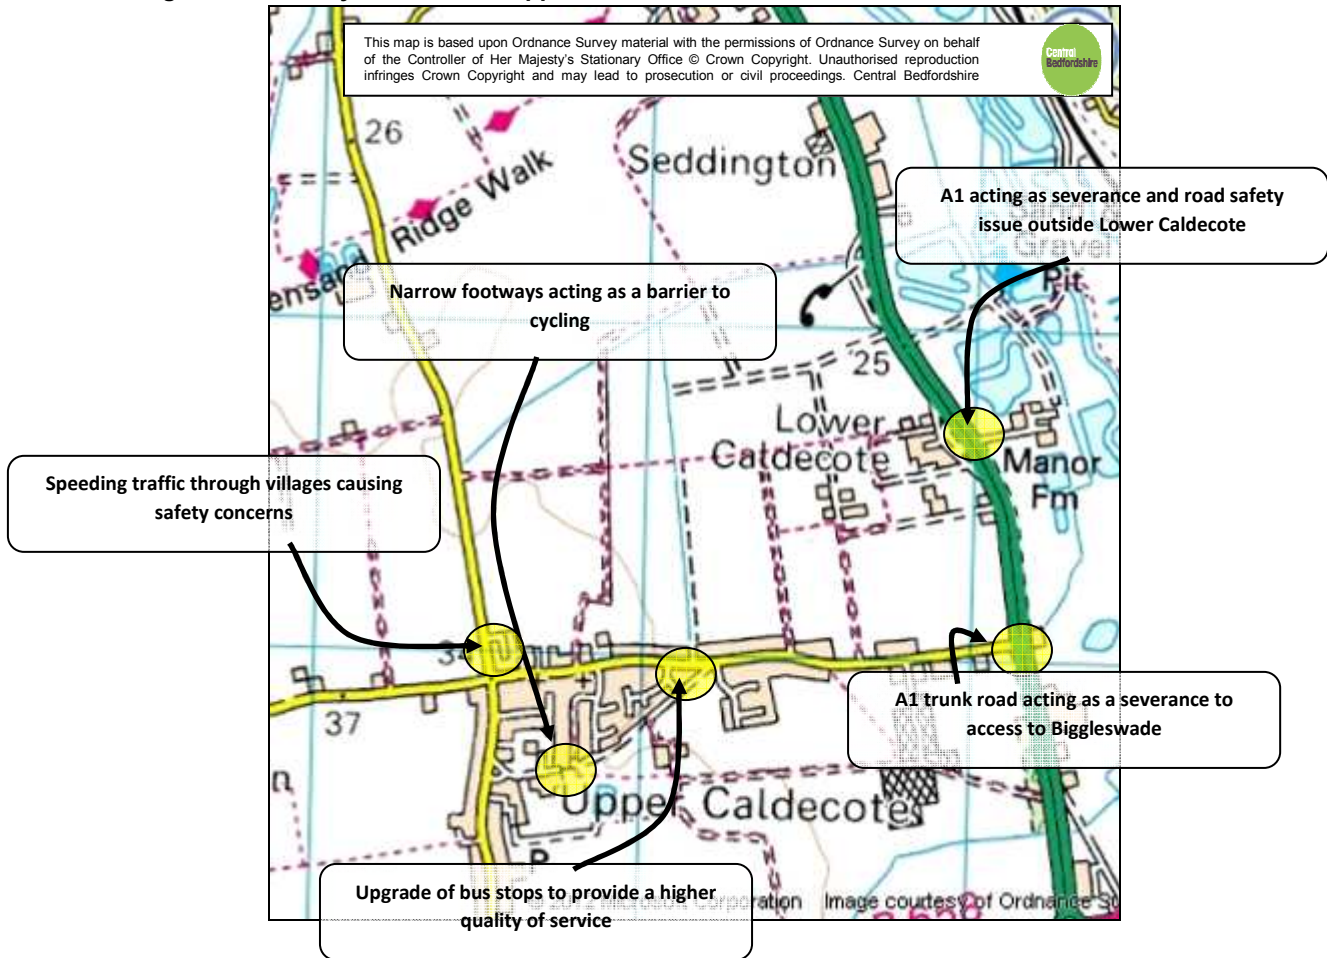 This map is based upon Ordnance Survey material with the permissions of Ordnance Survey on behalf
of the Controller of Her Majesty's Stationary Office © Crown Copyright. Unauthorised reproduction
infringes Crown Copyright and may lead to prosecution or civil proceedings. Central Bedfordshire
Central
Bedfordshire
26
Seddington
Ridge Walk
A1 acting as severance and road safety
issue outside Lower Caldecote
Pit
Narrow footways acting as a barrier to
cycling
25
Lower
Caldecote
Manor
Fm
Speeding traffic through villages causing
safety concerns
37
A1 trunk road acting as a severance to
access to Biggleswade
Upper Caldecote
P
Upgrade of bus stops to provide a higher
quality of service
Image courtesy of Ordnance